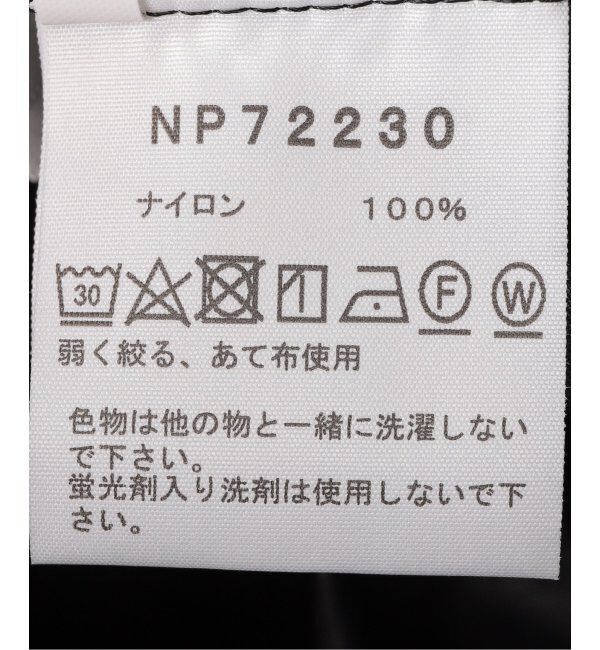 NP72230
ナイロン 100%
30 F W
弱く絞る、あて布使用
色物は他の物と一緒に洗濯しない
で下さい。
蛍光剤入り洗剤は使用しないで下
さい。